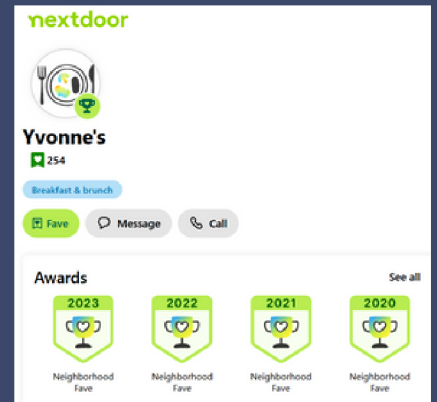 nextdoor
Yvonne's
254
Breakfast & brunch
Fave Message Call
Awards See all
2023 2022 2021 2020
Neighborhood Neighborhood Neighborhood Neighborhood
Fave Fave Fave Fave